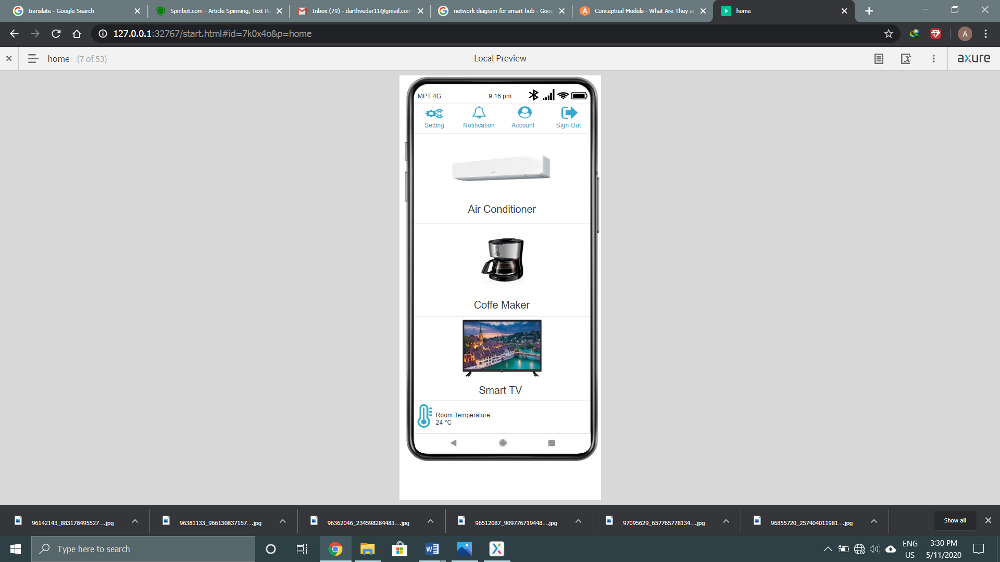 translate - Google Search
Spinbot.com - Article Spinning, Text Re
Inbox (79) - darthvedar11@gmail.com
network diagram for smart hub - Goog
Conceptual Models - What Are They a
home
127.0.0.1:32767/start.html#id=7k0x4o&p=home
A
home (7 of 53)
Local Preview
axure
MPT 4G
9:16 pm
Setting
Notification
Account
Sign Out
Air Conditioner
Coffe Maker
Smart TV
Room Temperature
24 *C
96142143_883178495527....jpg
96381133_966130837157....jpg
96362046_234598284483....jpg
96512087_909776719448....jpg
97095629_657765778134....jpg
96855720_257404011981....jpg
Show all
Type here to search
ENG
US
3:30 PM
5/11/2020